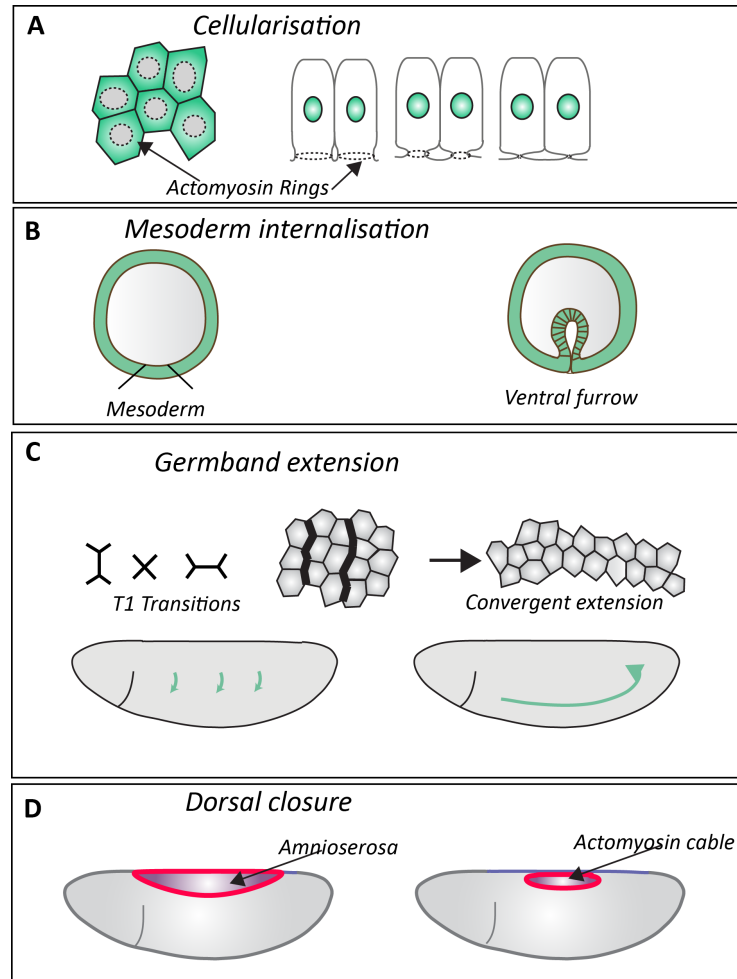 A
Cellularisation
Actomyosin Rings
B
Mesoderm internalisation
Mesoderm
Ventral furrow
C
Germband extension
T1 Transitions
Convergent extension
D
Dorsal closure
Amnioserosa
Actomyosin cable